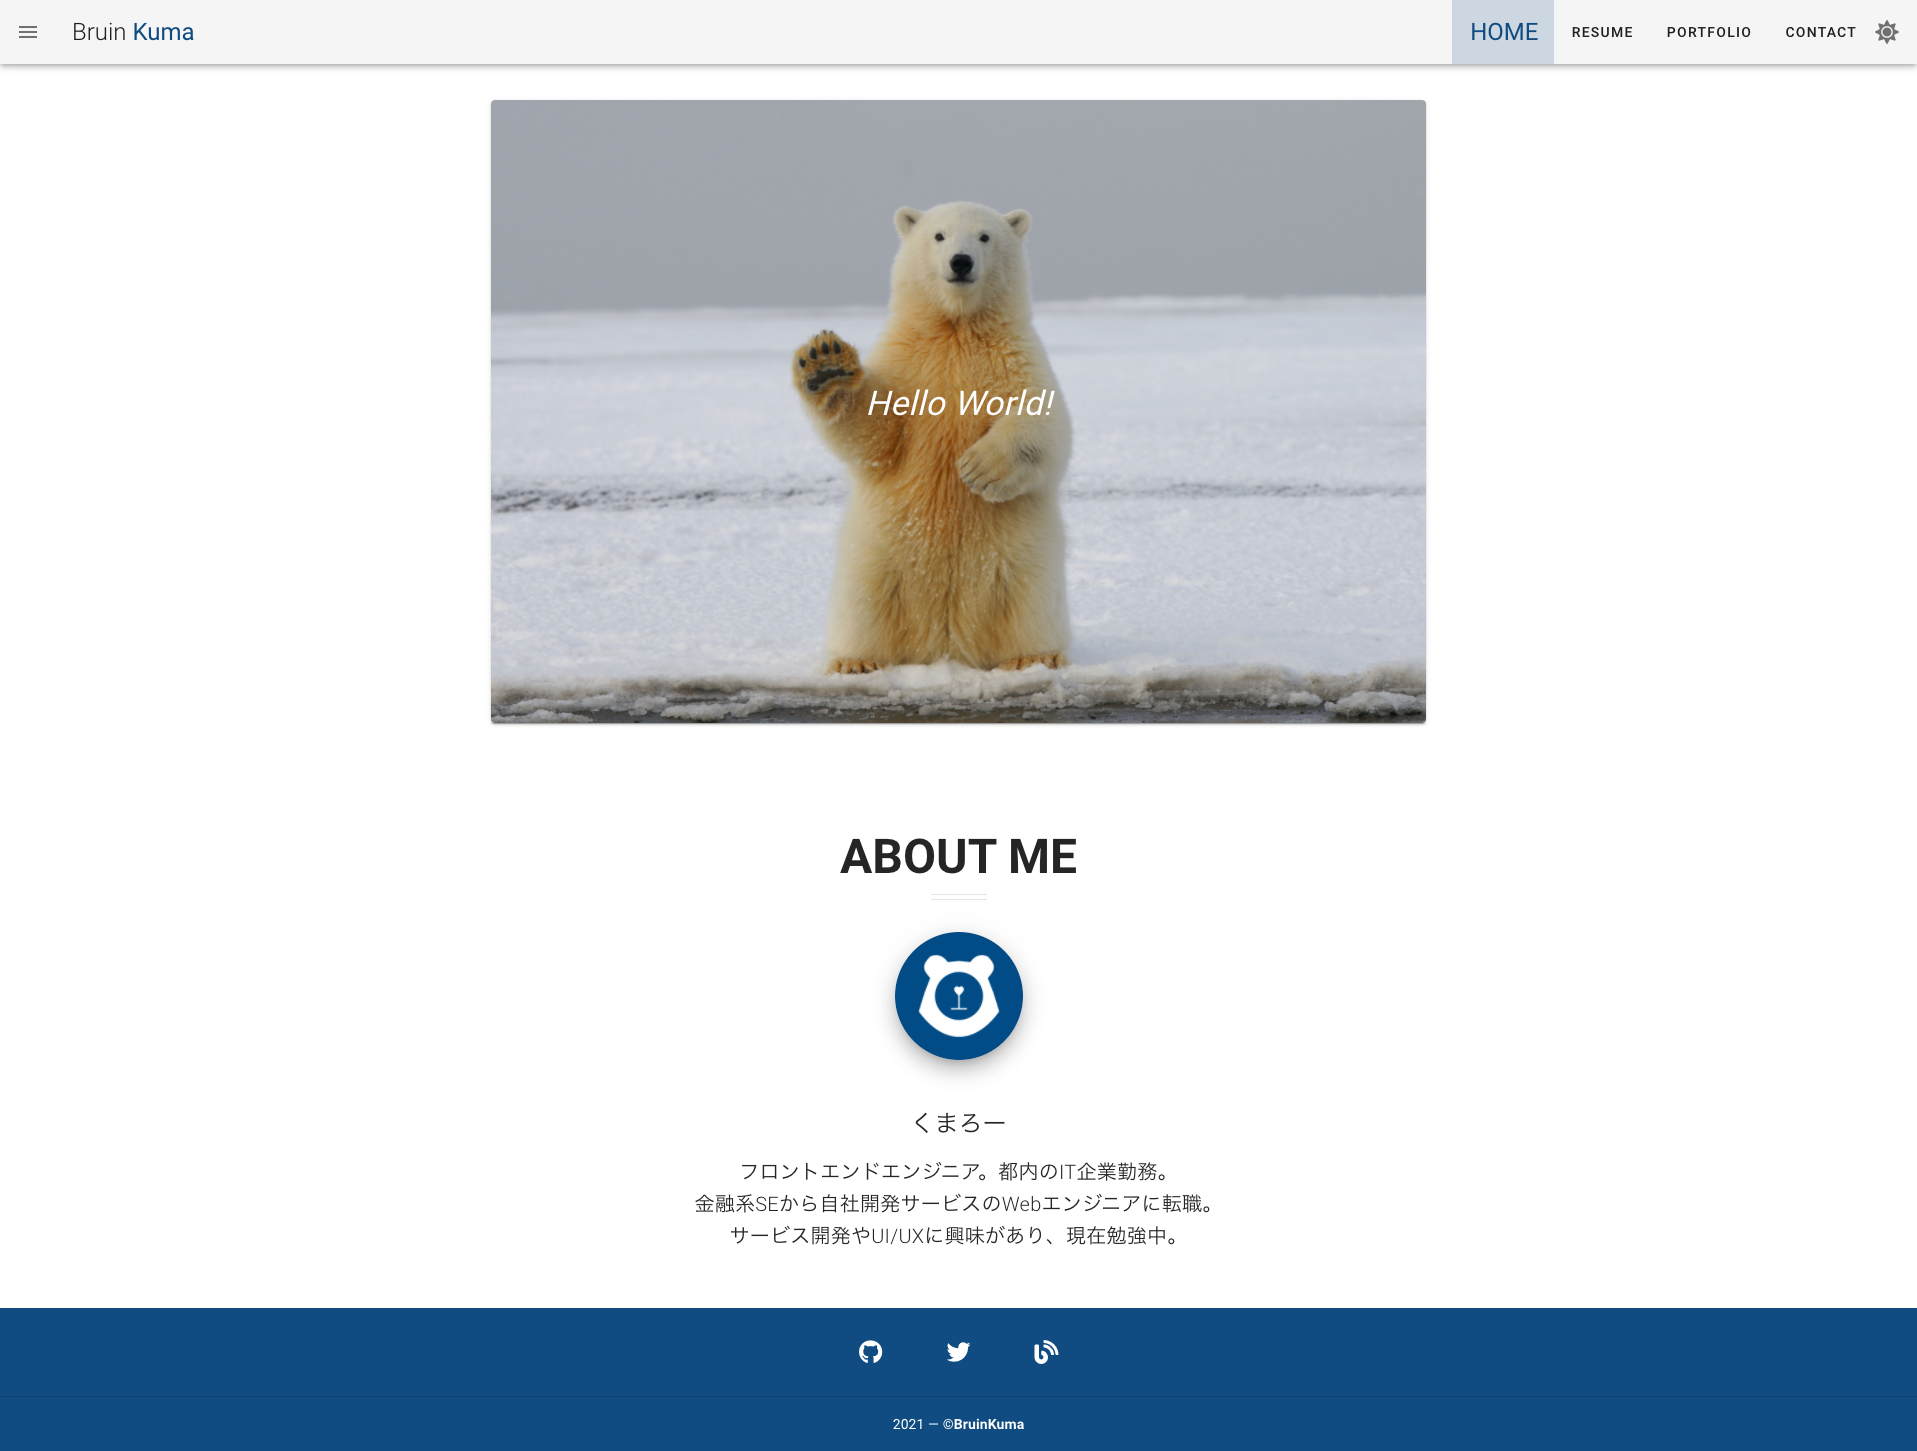 Bruin Kuma
HOME
RESUME
PORTFOLIO
CONTACT
Hello World!
ABOUT ME
くまろー
フロントエンドエンジニア。都内のIT企業勤務。
金融系SEから自社開発サービスのWebエンジニアに転職。
サービス開発やUI/UXに興味があり、現在勉強中。
2021 — ©BruinKuma